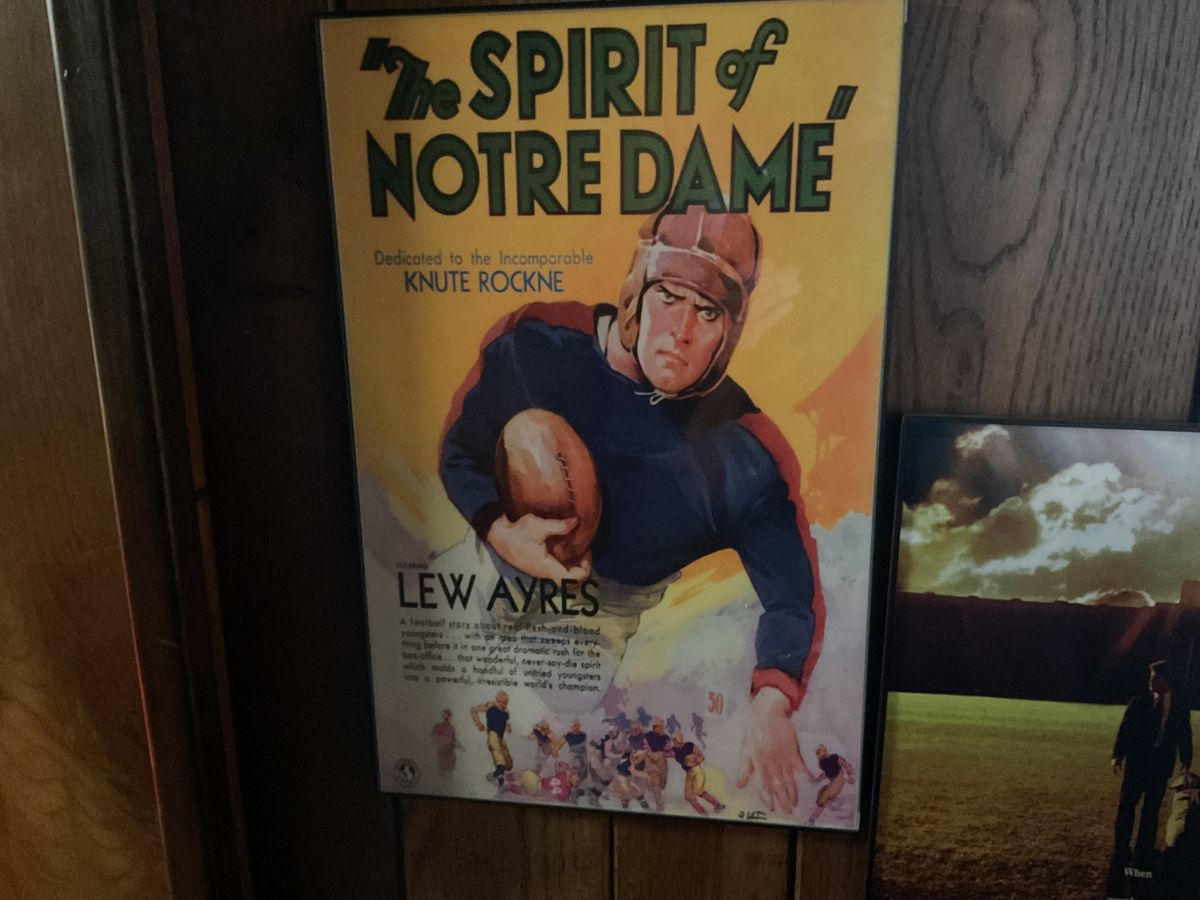 "The SPIRIT of
NOTRE DAME"
Dedicated to the Incomparable
KNUTE ROCKNE
STARRING
LEW AYRES
A football story about real flesh-and-blood
youngsters . . . with an idea that sweeps every-
thing before it in one great dramatic rush for the
box-office . . . that wonderful, never-say-die spirit
which molds a handful of untried youngsters
into a powerful, irresistible world's champion.
50
When